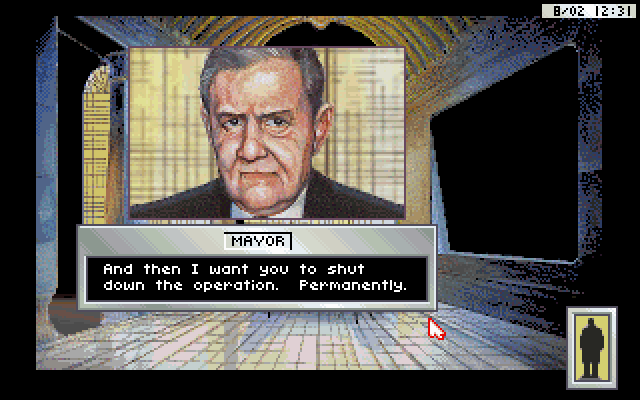 8/02 12:31
MAYOR
And then I want you to shut
down the operation.  Permanently.